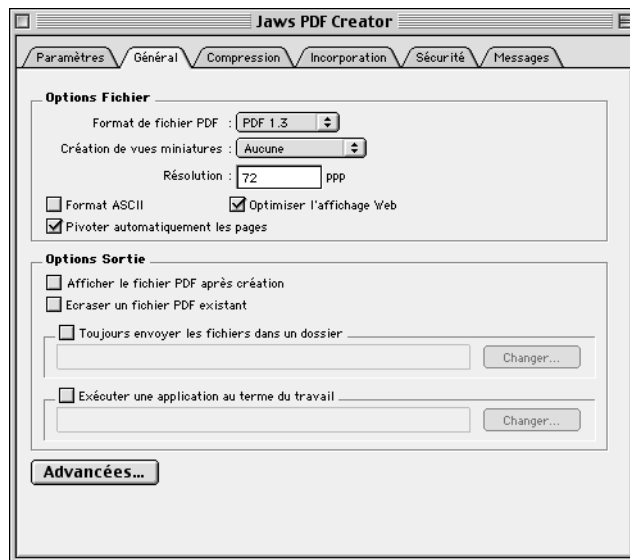 Jaws PDF Creator
Paramètres Général Compression Incorporation Sécurité Messages
Options Fichier
Format de fichier PDF : PDF 1.3
Création de vues miniatures : Aucune
Résolution : 72 ppp
Format ASCII Optimiser l'affichage Web
Pivoter automatiquement les pages
Options Sortie
Afficher le fichier PDF après création
Ecraser un fichier PDF existant
Toujours envoyer les fichiers dans un dossier
Changer...
Exécuter une application au terme du travail
Changer...
Advancées...